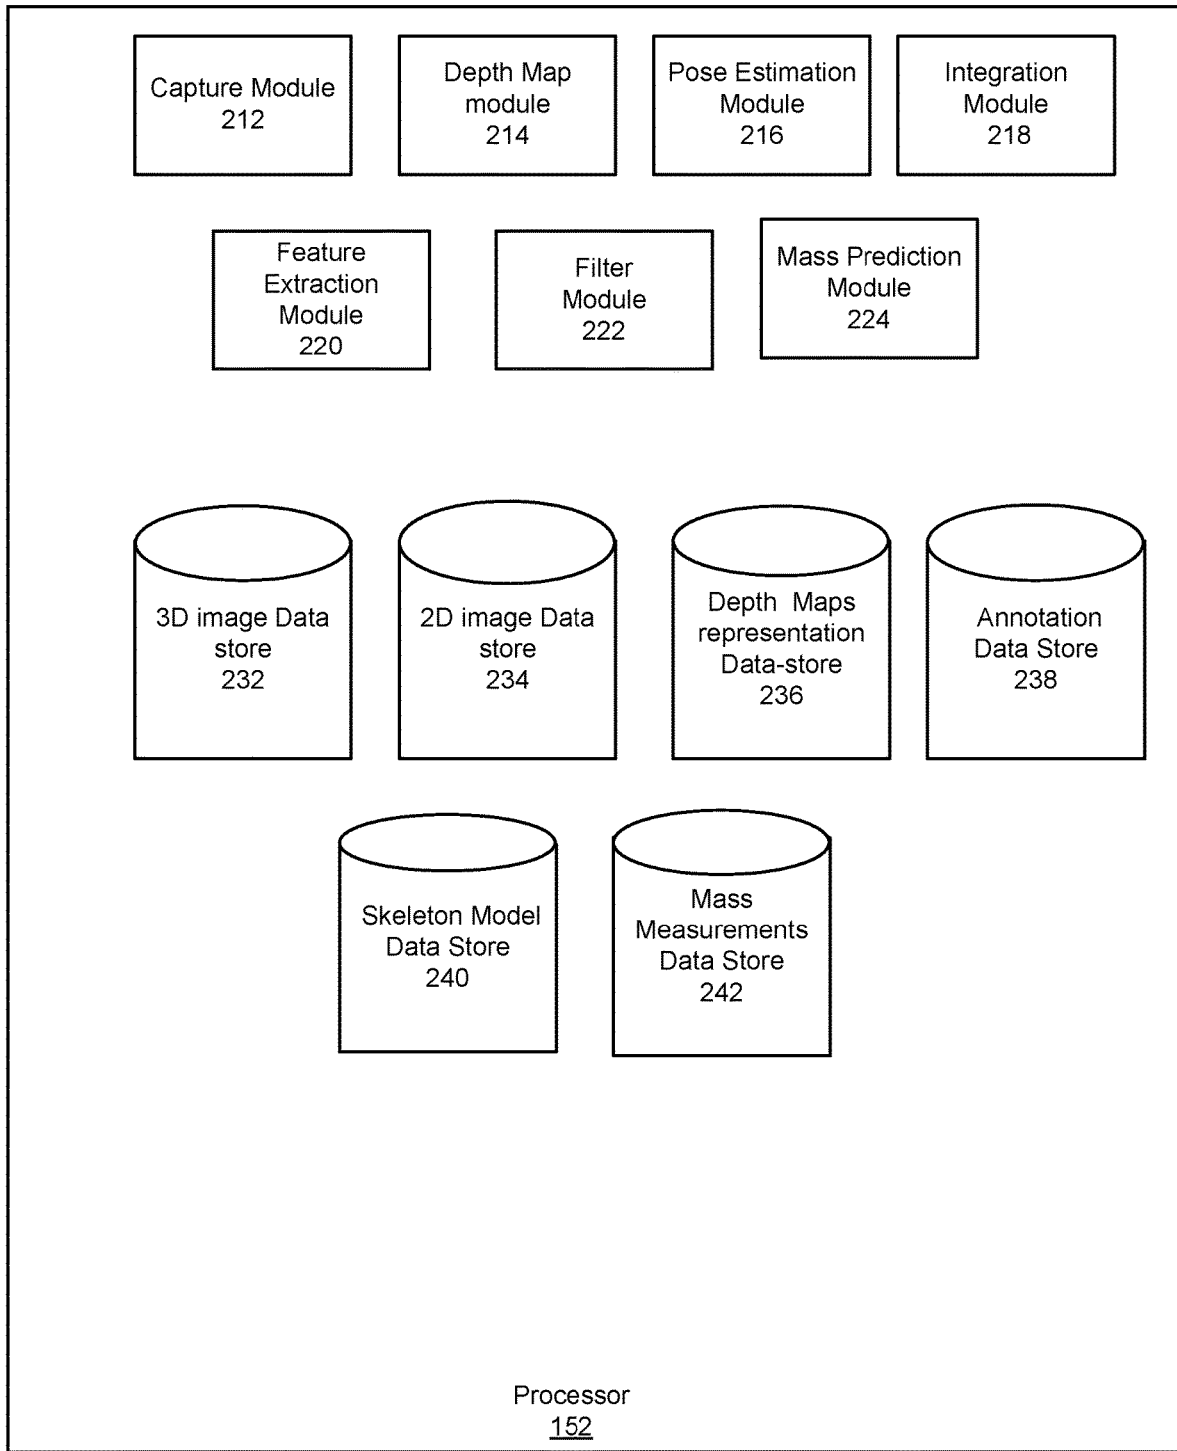 Capture Module
212
Depth Map
module
214
Pose Estimation
Module
216
Integration
Module
218
Feature
Extraction
Module
220
Filter
Module
222
Mass Prediction
Module
224
3D image Data
store
232
2D image Data
store
234
Depth Maps
representation
Data-store
236
Annotation
Data Store
238
Skeleton Model
Data Store
240
Mass
Measurements
Data Store
242
Processor
152